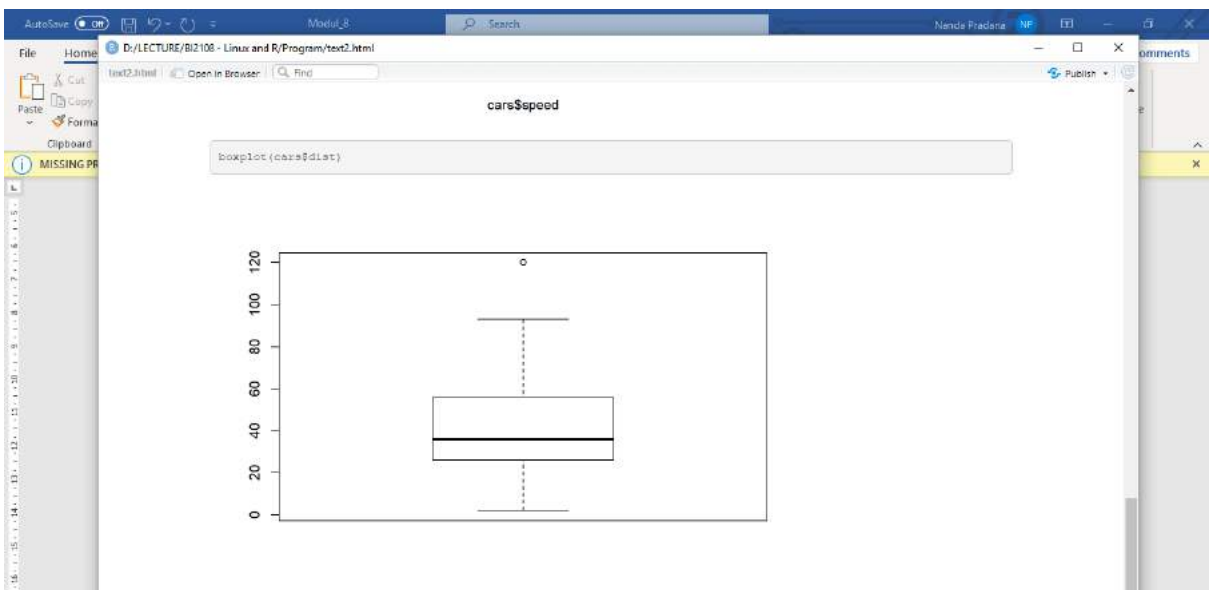 AutoSave Off Modul_8 Search Nanda Pradana NP
File Home D:/LECTURE/BI2108 - Linux and R/Program/text2.html omments
text2.html Open in Browser Find Publish
Cut
Copy
Paste
Forma
Clipboard
MISSING PR
cars$speed
boxplot(cars$dist)
120
100
80
60
40
20
0